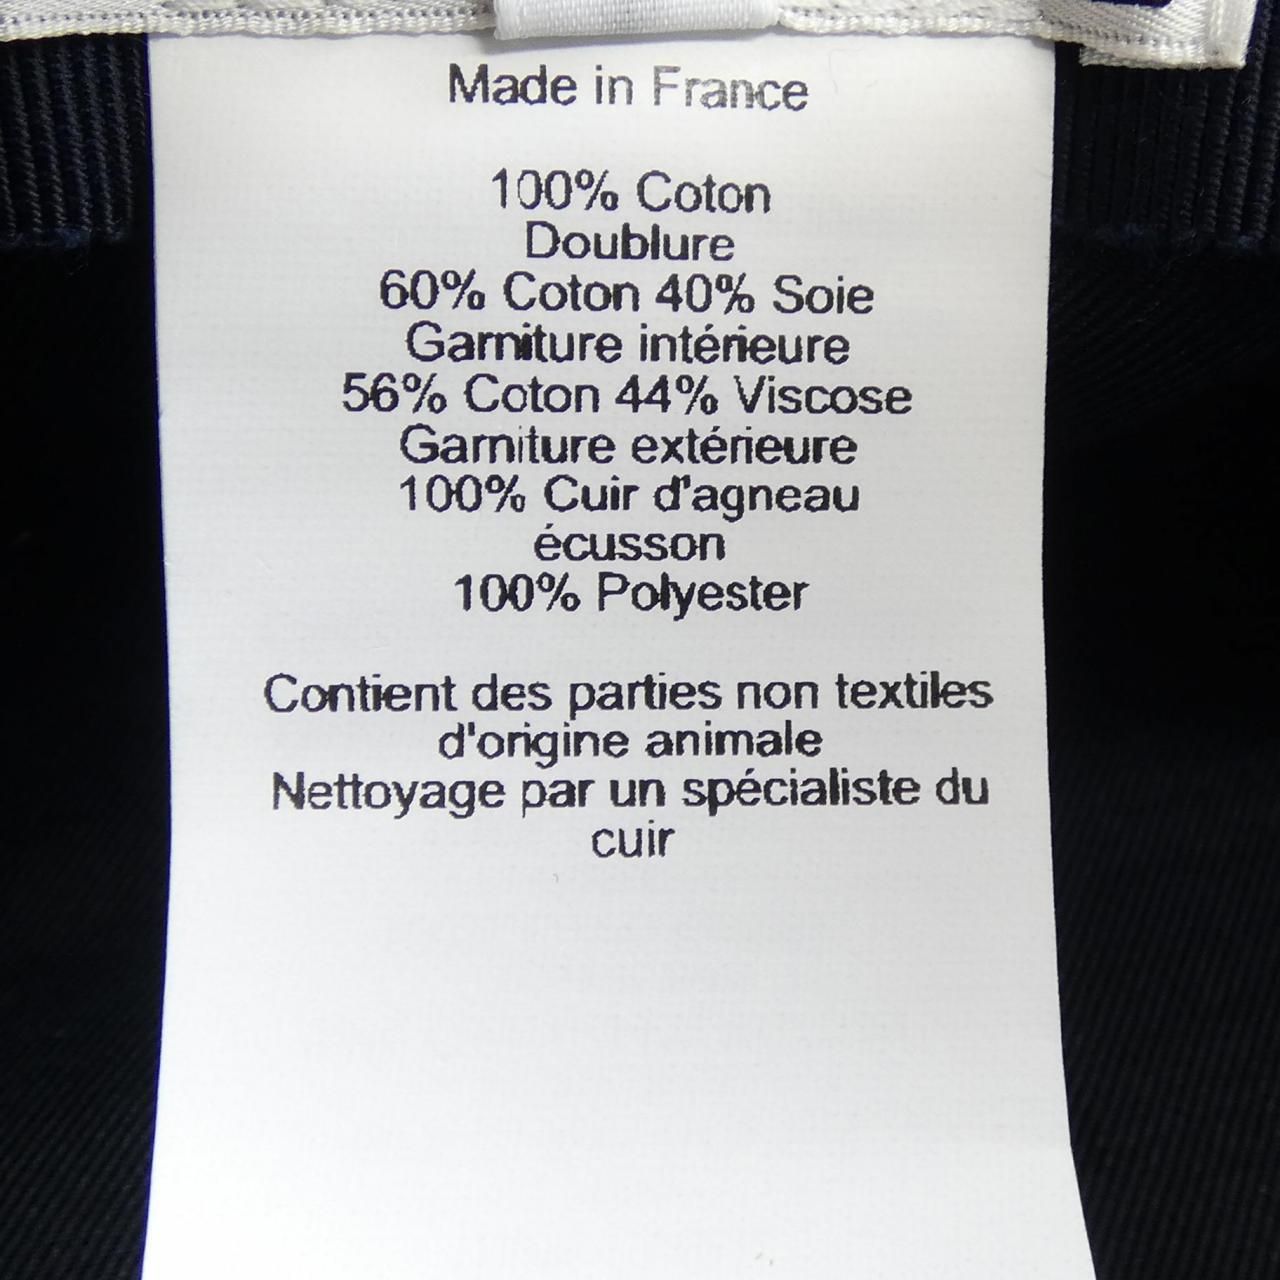 Made in France
100% Coton
Doublure
60% Coton 40% Soie
Garniture intérieure
56% Coton 44% Viscose
Garniture extérieure
100% Cuir d'agneau
écusson
100% Polyester
Contient des parties non textiles
d'origine animale
Nettoyage par un spécialiste du
cuir